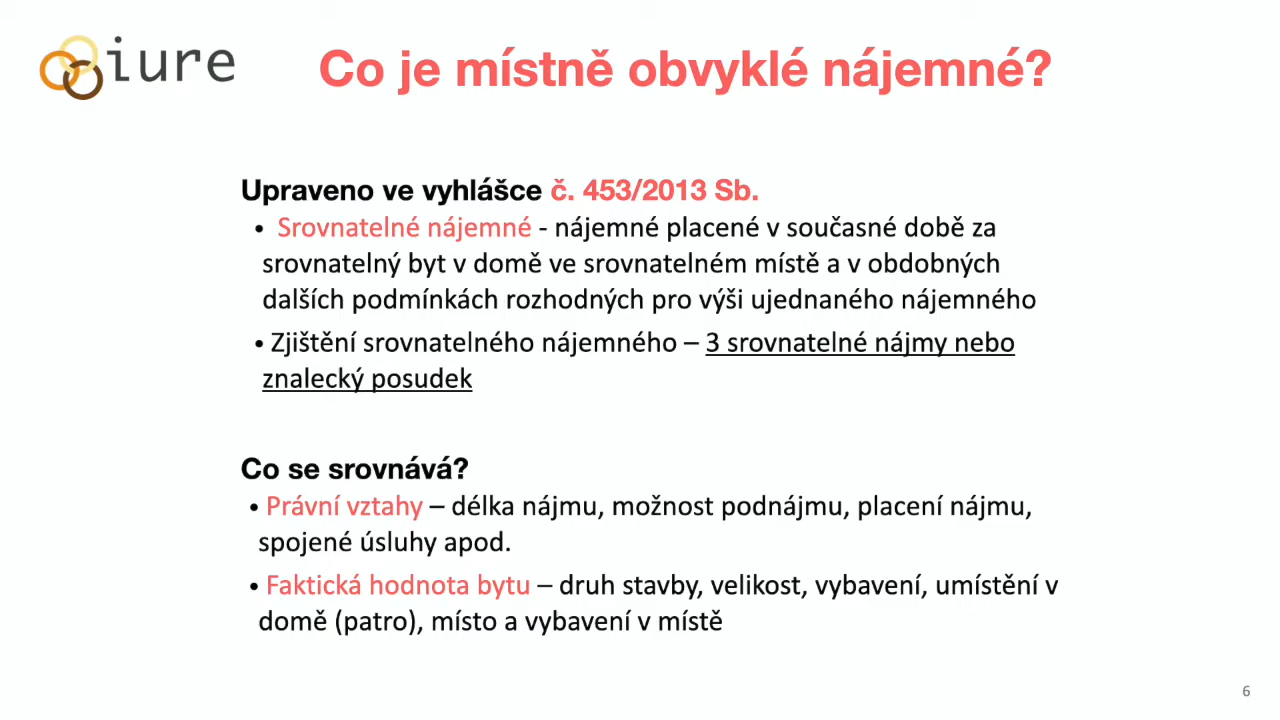 iure
Co je místně obvyklé nájemné?
Upraveno ve vyhlášce č. 453/2013 Sb.
• Srovnatelné nájemné - nájemné placené v současné době za
srovnatelný byt v domě ve srovnatelném místě a v obdobných
dalších podmínkách rozhodných pro výši ujednaného nájemného
• Zjištění srovnatelného nájemného – 3 srovnatelné nájmy nebo
znalecký posudek
Co se srovnává?
• Právní vztahy – délka nájmu, možnost podnájmu, placení nájmu,
spojené úsluhy apod.
• Faktická hodnota bytu – druh stavby, velikost, vybavení, umístění v
domě (patro), místo a vybavení v místě
6